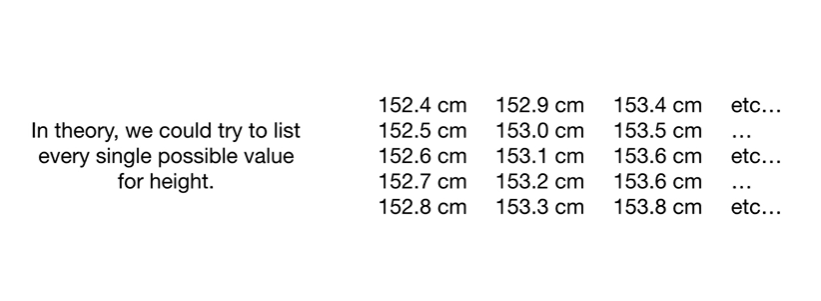 In theory, we could try to list
every single possible value
for height.
152.4 cm 152.9 cm 153.4 cm etc…
152.5 cm 153.0 cm 153.5 cm …
152.6 cm 153.1 cm 153.6 cm etc…
152.7 cm 153.2 cm 153.6 cm …
152.8 cm 153.3 cm 153.8 cm etc…